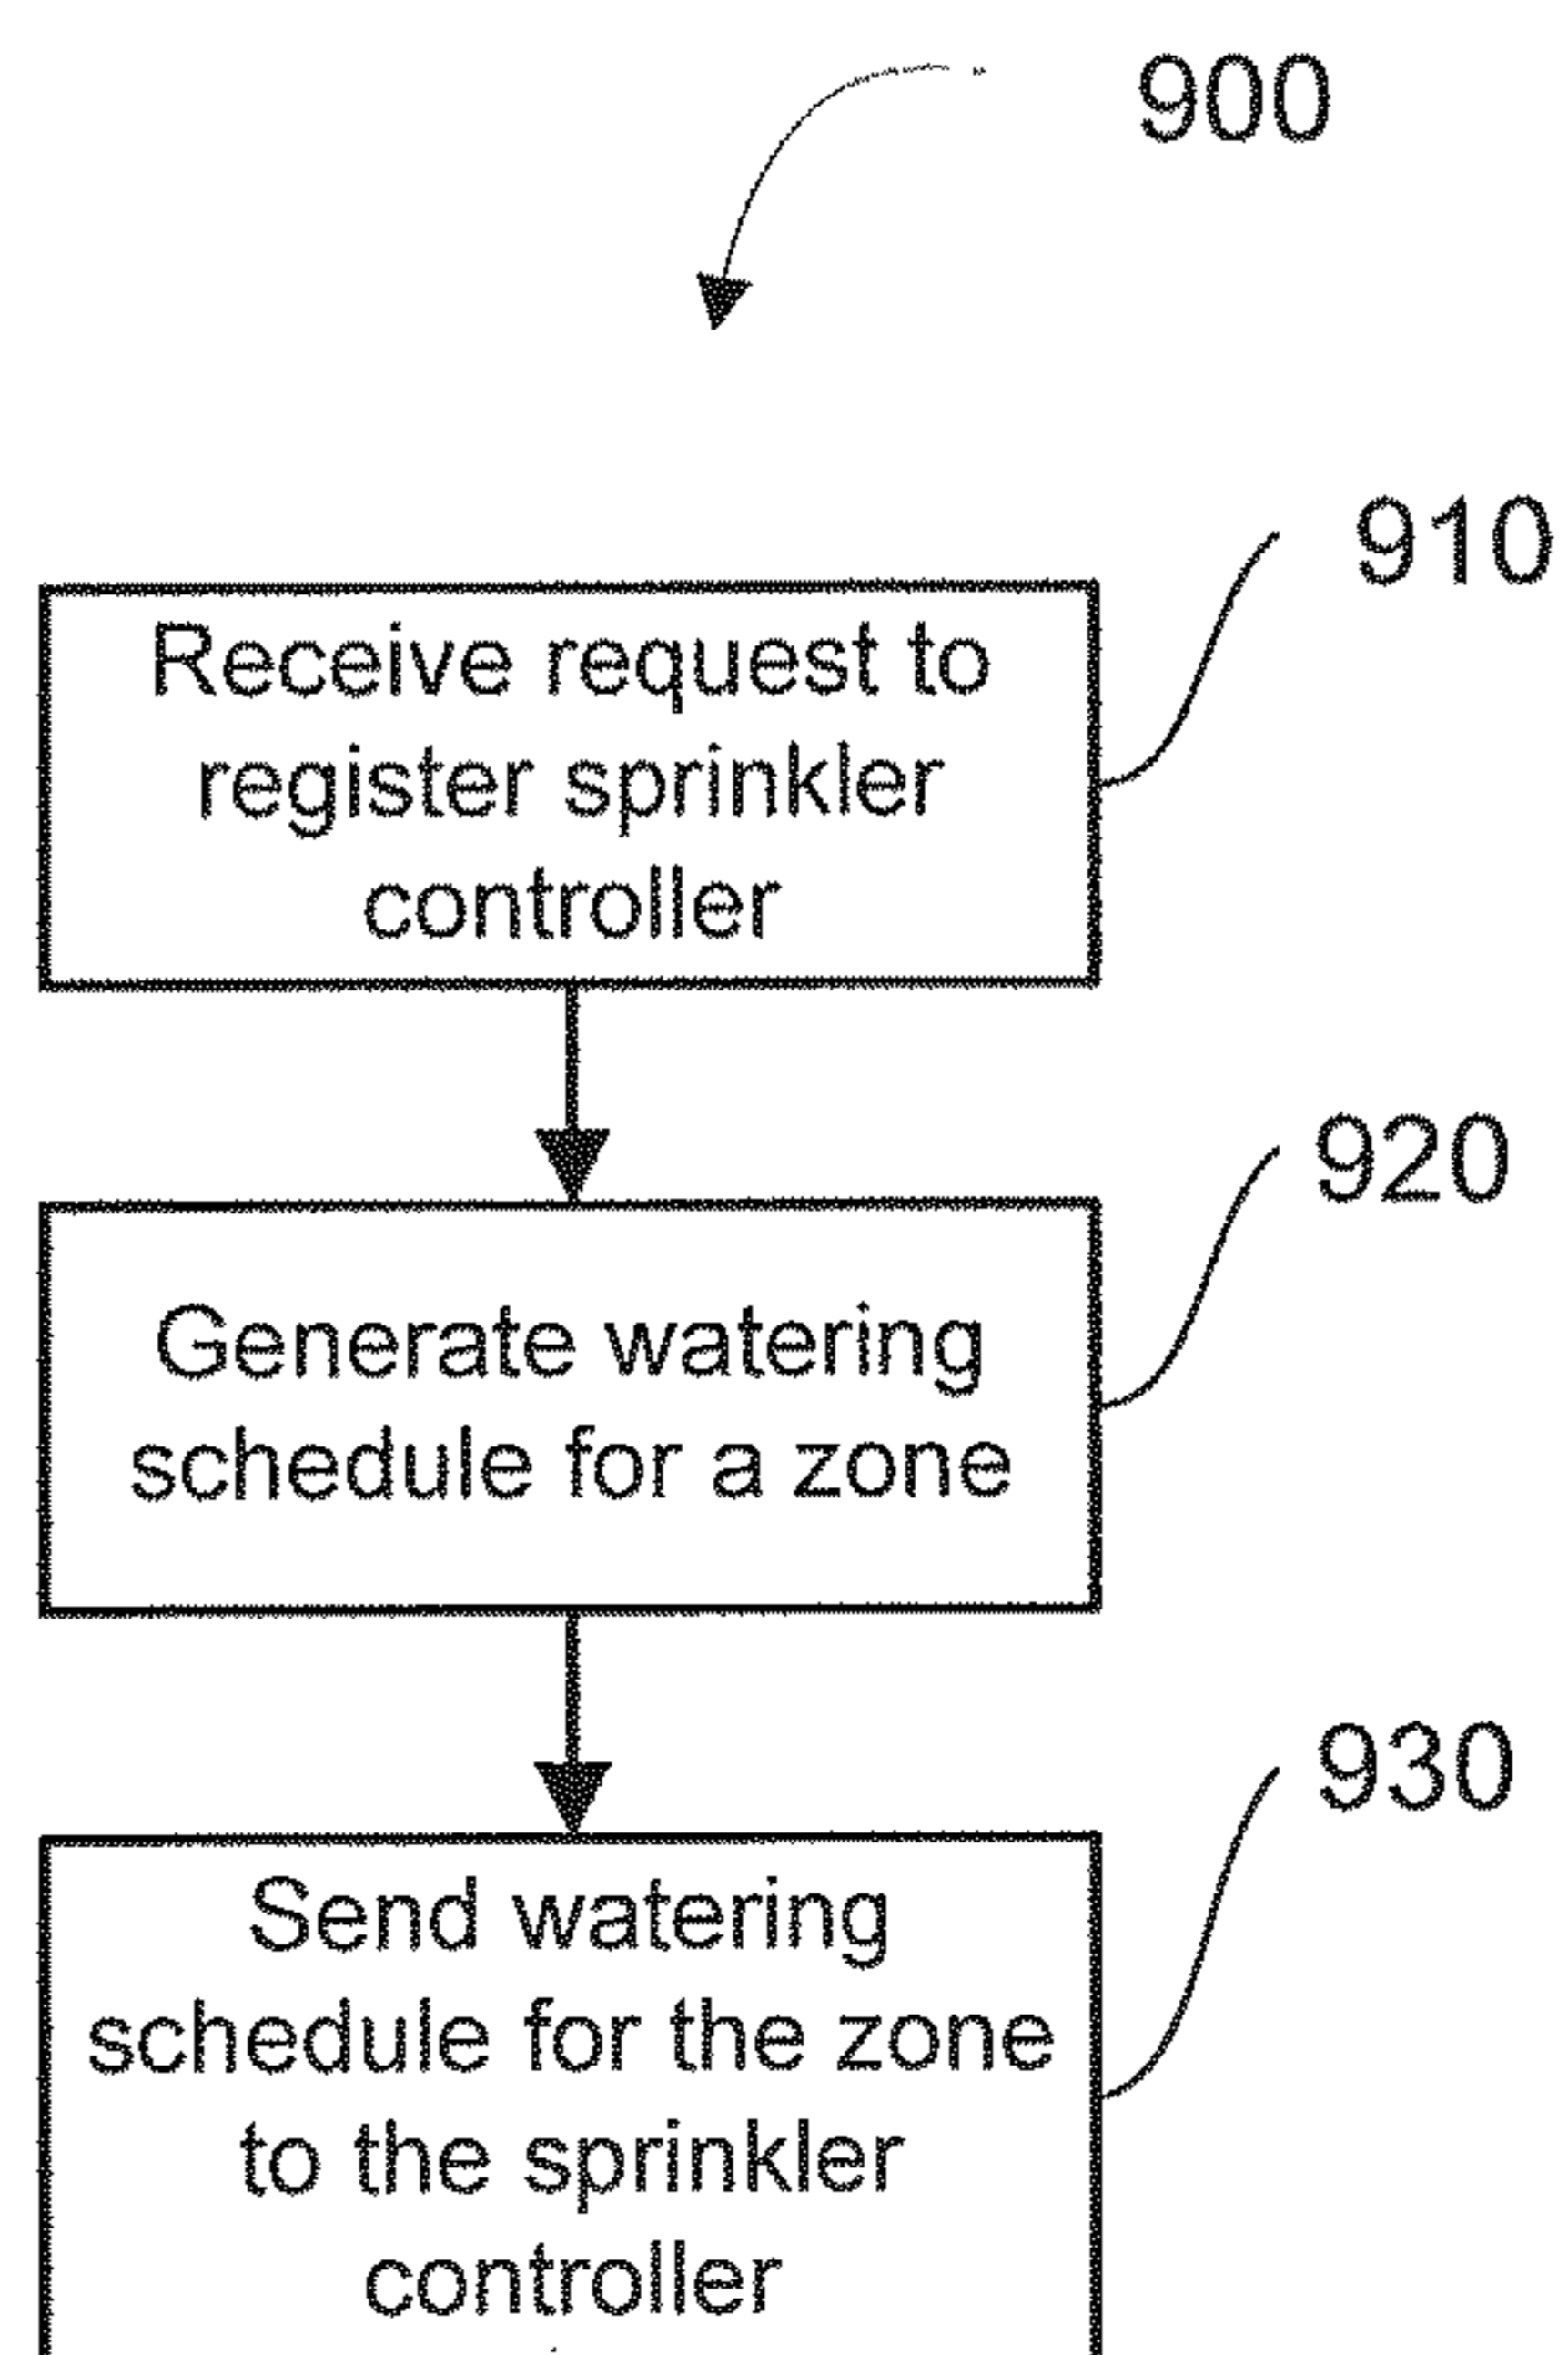 900
910
Receive request to
register sprinkler
controller
920
Generate watering
schedule for a zone
930
Send watering
schedule for the zone
to the sprinkler
controller